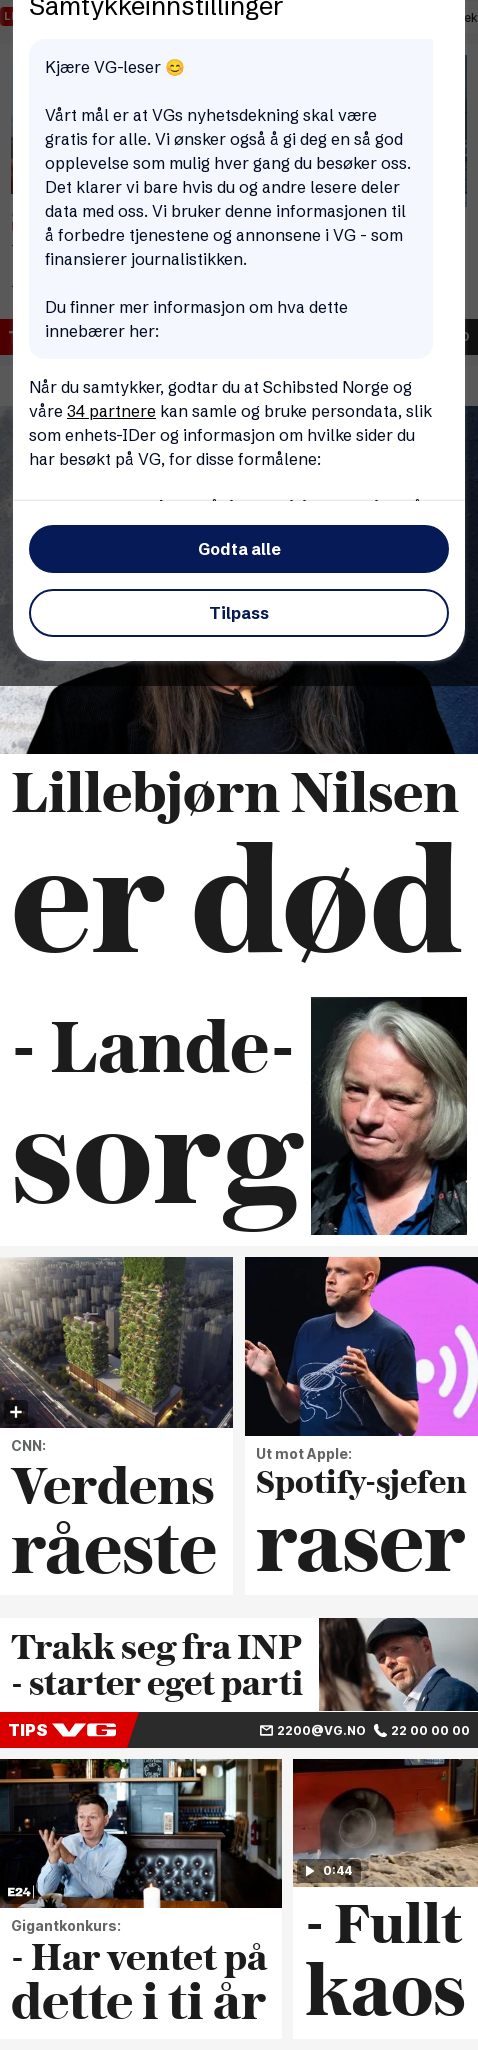 Samtykkeinnstillinger
Kjære VG-leser 😊
Vårt mål er at VGs nyhetsdekning skal være
gratis for alle. Vi ønsker også å gi deg en så god
opplevelse som mulig hver gang du besøker oss.
Det klarer vi bare hvis du og andre lesere deler
data med oss. Vi bruker denne informasjonen til
å forbedre tjenestene og annonsene i VG - som
finansierer journalistikken.
Du finner mer informasjon om hva dette
innebærer her:
Når du samtykker, godtar du at Schibsted Norge og
våre 34 partnere kan samle og bruke persondata, slik
som enhets-IDer og informasjon om hvilke sider du
har besøkt på VG, for disse formålene:
Godta alle
Tilpass
Lillebjørn Nilsen
er død
- Lande-
sorg
CNN:
Verdens
råeste
Ut mot Apple:
Spotify-sjefen
raser
Trakk seg fra INP
- starter eget parti
TIPS VG 2200@VG.NO 22 00 00 00
E24
Gigantkonkurs:
- Har ventet på
dette i ti år
0:44
- Fullt
kaos